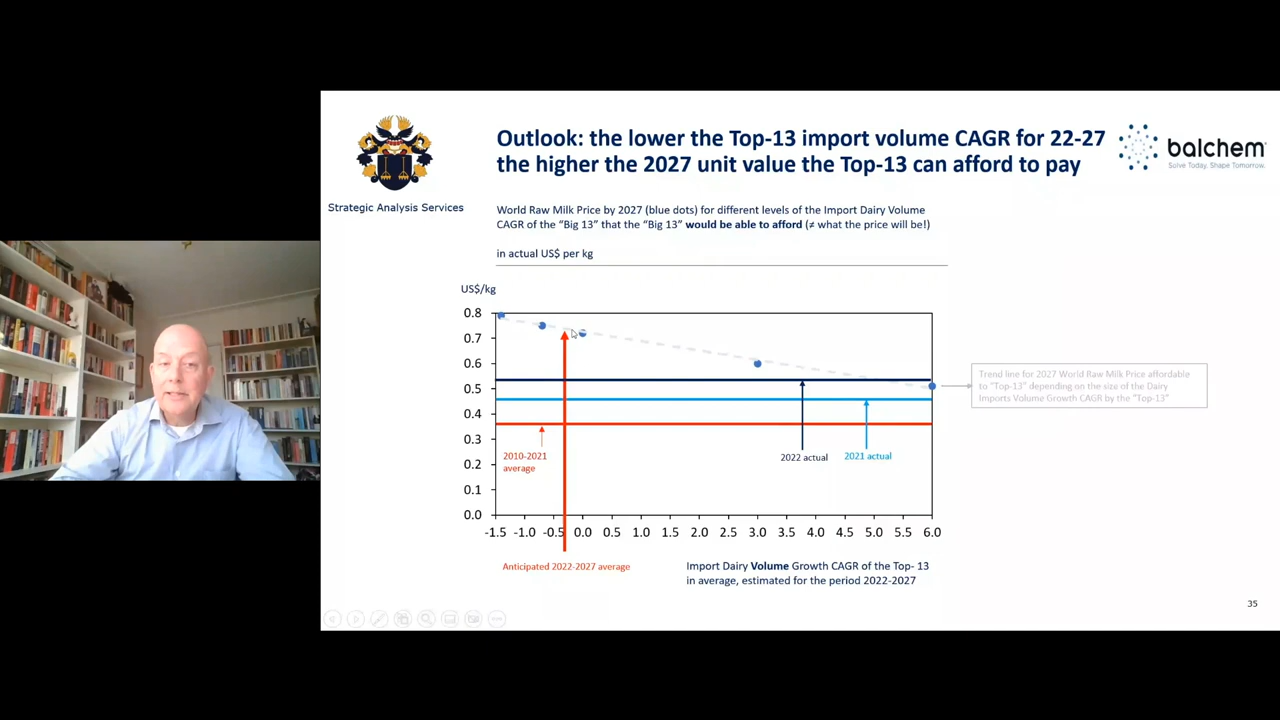 Outlook: the lower the Top-13 import volume CAGR for 22-27
the higher the 2027 unit value the Top-13 can afford to pay
balchem
Solve Today. Shape Tomorrow.
Strategic Analysis Services
World Raw Milk Price by 2027 (blue dots) for different levels of the Import Dairy Volume
CAGR of the “Big 13” that the “Big 13” would be able to afford (≠ what the price will be!)
in actual US$ per kg
US$/kg
0.8
0.7
0.6
0.5
0.4
0.3
0.2
0.1
0.0
Trend line for 2027 World Raw Milk Price affordable
to “Top-13” depending on the size of the Dairy
Imports Volume Growth CAGR by the “Top-13”
2010-2021
average
2022 actual
2021 actual
-1.5 -1.0 -0.5 0.0 0.5 1.0 1.5 2.0 2.5 3.0 3.5 4.0 4.5 5.0 5.5 6.0
Anticipated 2022-2027 average
Import Dairy Volume Growth CAGR of the Top- 13
in average, estimated for the period 2022-2027
35